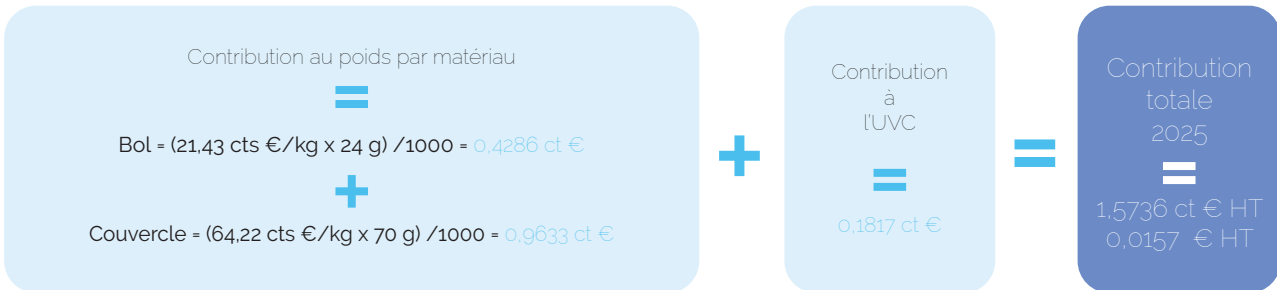 Contribution au poids par matériau
=
Bol = (21,43 cts €/kg x 24 g) /1000 = 0,4286 ct €
+
Couvercle = (64,22 cts €/kg x 70 g) /1000 = 0,9633 ct €
+
Contribution
à
l'UVC
=
0,1817 ct €
=
Contribution
totale
2025
=
1,5736 ct € HT
0,0157 € HT